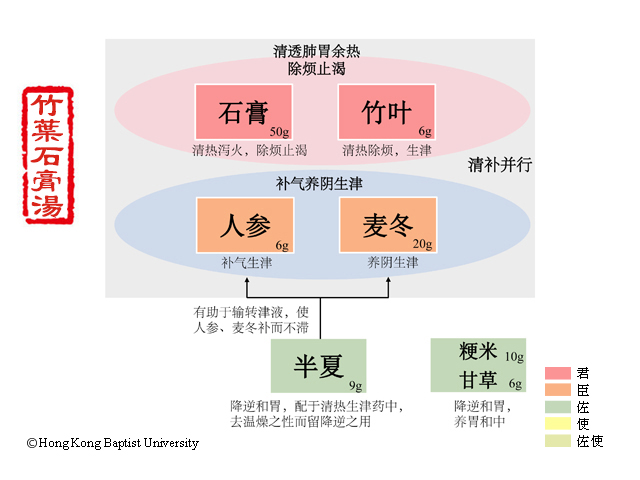 竹葉石膏湯
清透肺胃余热
除烦止渴
石膏
50g
清热泻火，除烦止渴
竹叶
6g
清热除烦，生津
清补并行
补气养阴生津
人参
6g
补气生津
麦冬
20g
养阴生津
有助于输转津液，使
人参、麦冬补而不滞
半夏
9g
降逆和胃，配于清热生津药中，
去温燥之性而留降逆之用
粳米 10g
甘草 6g
降逆和胃，
养胃和中
君
臣
佐
使
佐使
©Hong Kong Baptist University